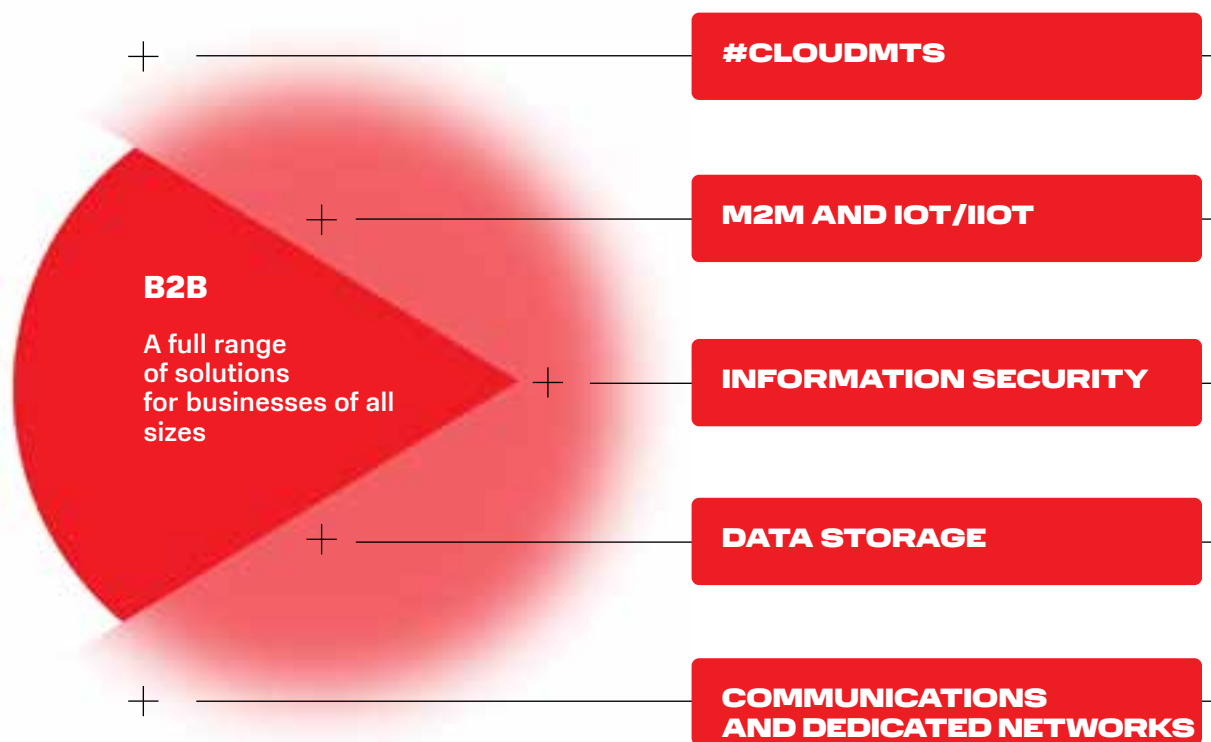 #CLOUDMTS
M2M AND IOT/IIOT
B2B
A full range
of solutions
for businesses of all
sizes
INFORMATION SECURITY
DATA STORAGE
COMMUNICATIONS
AND DEDICATED NETWORKS